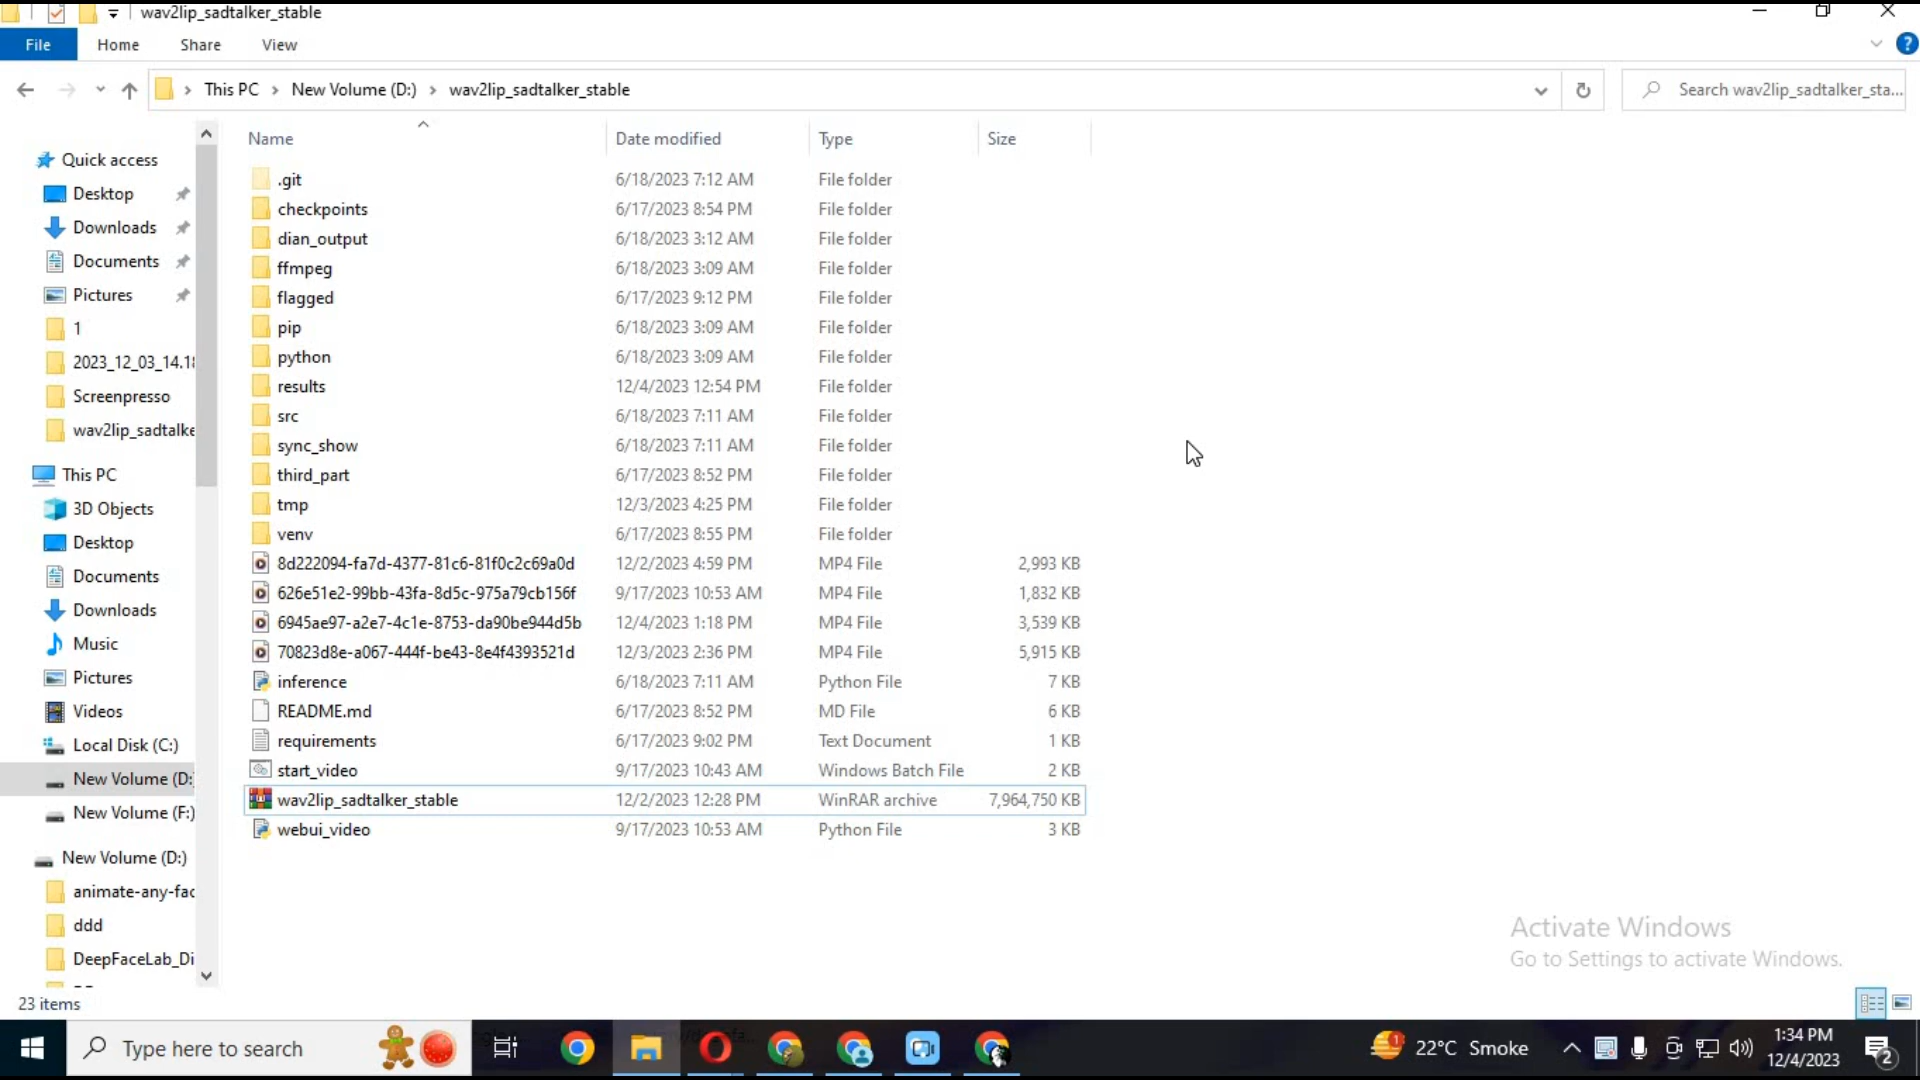 wav2lip_sadtalker_stable
File Home Share View
This PC New Volume (D:) wav2lip_sadtalker_stable
Search wav2lip_sadtalker_sta...
Name Date modified Type Size
Quick access
Desktop
Downloads
Documents
Pictures
1
2023_12_03_14.18
Screenpresso
wav2lip_sadtalke
This PC
3D Objects
Desktop
Documents
Downloads
Music
Pictures
Videos
Local Disk (C:)
New Volume (D:)
New Volume (F:)
New Volume (D:)
animate-any-fac
ddd
DeepFaceLab_Di
.git 6/18/2023 7:12 AM File folder
checkpoints 6/17/2023 8:54 PM File folder
dian_output 6/18/2023 3:12 AM File folder
ffmpeg 6/18/2023 3:09 AM File folder
flagged 6/17/2023 9:12 PM File folder
pip 6/18/2023 3:09 AM File folder
python 6/18/2023 3:09 AM File folder
results 12/4/2023 12:54 PM File folder
src 6/18/2023 7:11 AM File folder
sync_show 6/18/2023 7:11 AM File folder
third_part 6/17/2023 8:52 PM File folder
tmp 12/3/2023 4:25 PM File folder
venv 6/17/2023 8:55 PM File folder
8d222094-fa7d-4377-81c6-81f0c2c69a0d 12/2/2023 4:59 PM MP4 File 2,993 KB
626e51e2-99bb-43fa-8d5c-975a79cb156f 9/17/2023 10:53 AM MP4 File 1,832 KB
6945ae97-a2e7-4c1e-8753-da90be944d5b 12/4/2023 1:18 PM MP4 File 3,539 KB
70823d8e-a067-444f-be43-8e4f4393521d 12/3/2023 2:36 PM MP4 File 5,915 KB
inference 6/18/2023 7:11 AM Python File 7 KB
README.md 6/17/2023 8:52 PM MD File 6 KB
requirements 6/17/2023 9:02 PM Text Document 1 KB
start_video 9/17/2023 10:43 AM Windows Batch File 2 KB
wav2lip_sadtalker_stable 12/2/2023 12:28 PM WinRAR archive 7,964,750 KB
webui_video 9/17/2023 10:53 AM Python File 3 KB
Activate Windows
Go to Settings to activate Windows.
23 items
Type here to search
1
22°C Smoke
1:34 PM
12/4/2023
2